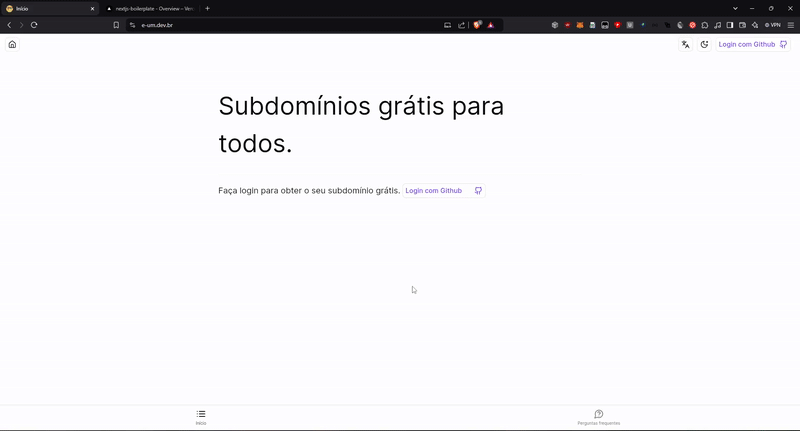 Início
nextjs-boilerplate - Overview – Ver
e-um.dev.br
VPN
Login com Github
Subdomínios grátis para
todos.
Faça login para obter o seu subdomínio grátis. Login com Github
Início
Perguntas frequentes